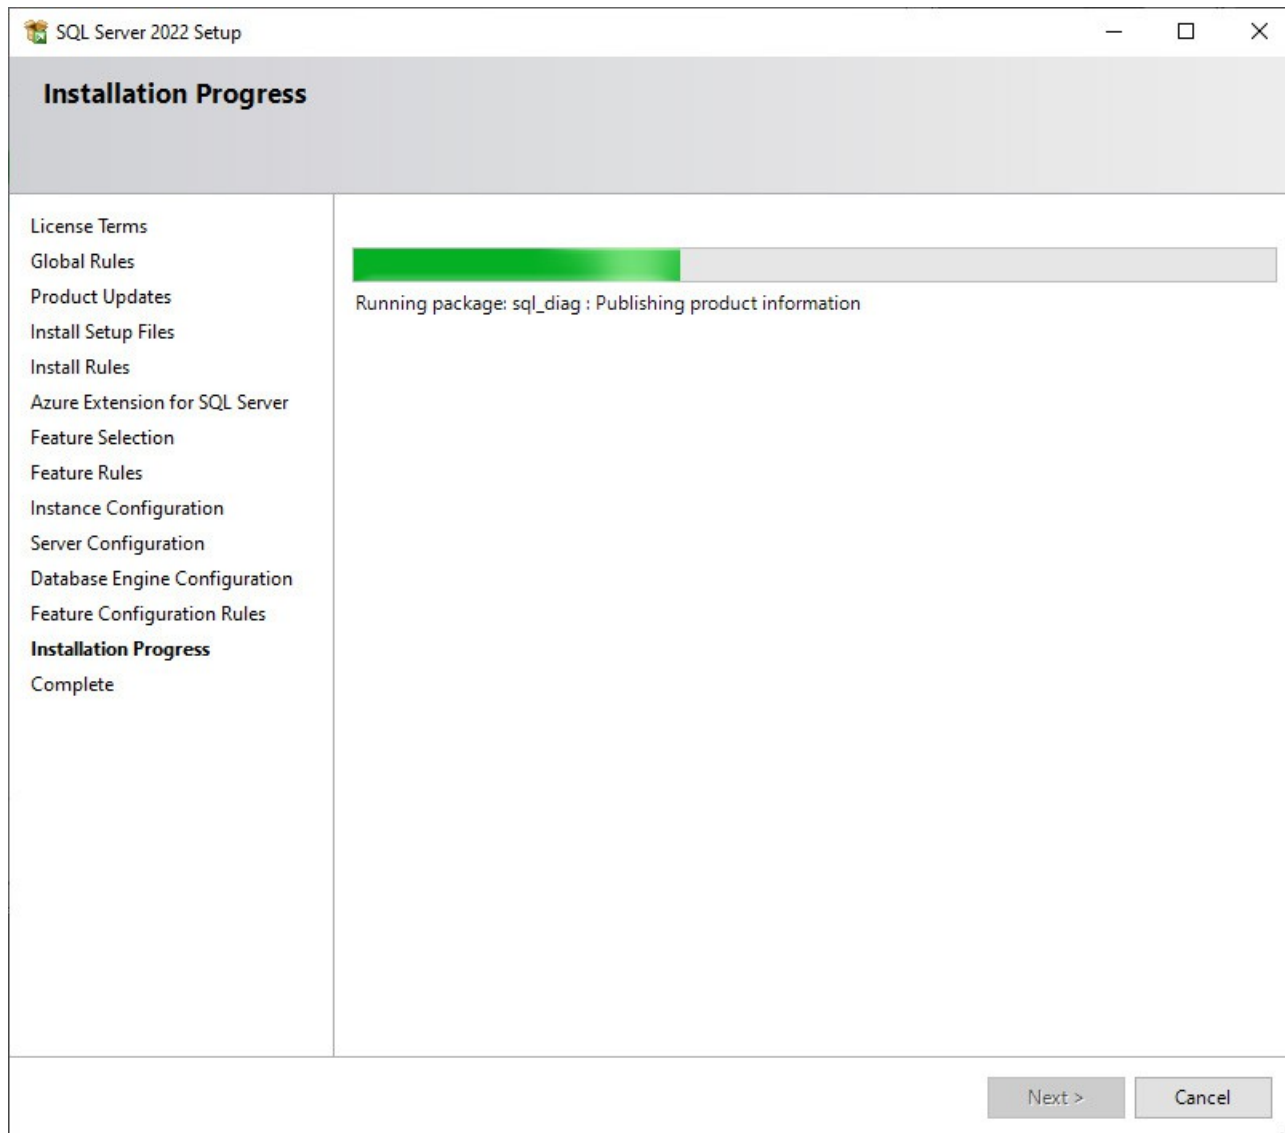 SQL Server 2022 Setup
Installation Progress
License Terms
Global Rules
Product Updates
Install Setup Files
Install Rules
Azure Extension for SQL Server
Feature Selection
Feature Rules
Instance Configuration
Server Configuration
Database Engine Configuration
Feature Configuration Rules
Installation Progress
Complete
Running package: sql_diag : Publishing product information
Next >
Cancel